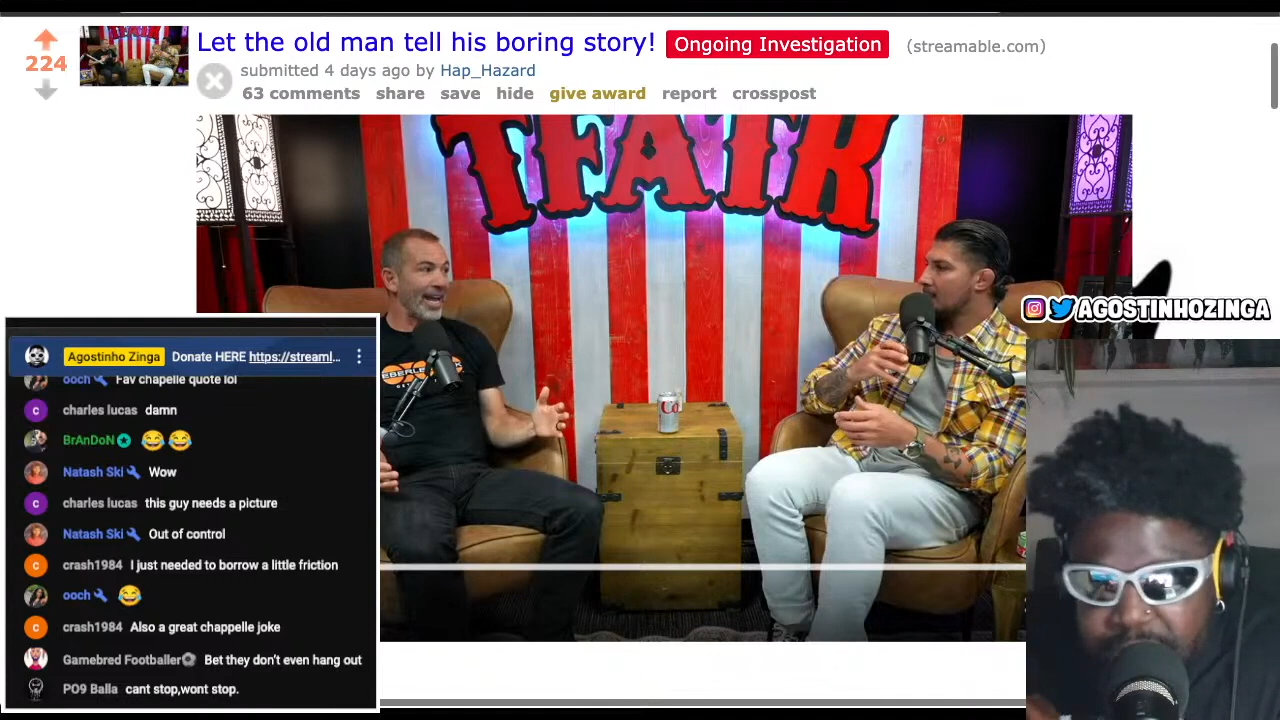 224
Let the old man tell his boring story! Ongoing Investigation (streamable.com)
submitted 4 days ago by Hap_Hazard
63 comments share save hide give award report crosspost
TFATK
AGOSTINHOZINGA
Agostinho Zinga Donate HERE https://streaml...
ooch Fav chapelle quote lol
charles lucas damn
BrAnDoN 😂😂
Natash Ski Wow
charles lucas this guy needs a picture
Natash Ski Out of control
crash1984 I just needed to borrow a little friction
ooch 😂
crash1984 Also a great chappelle joke
Gamebred Footballer Bet they don't even hang out
PO9 Balla cant stop,wont stop.